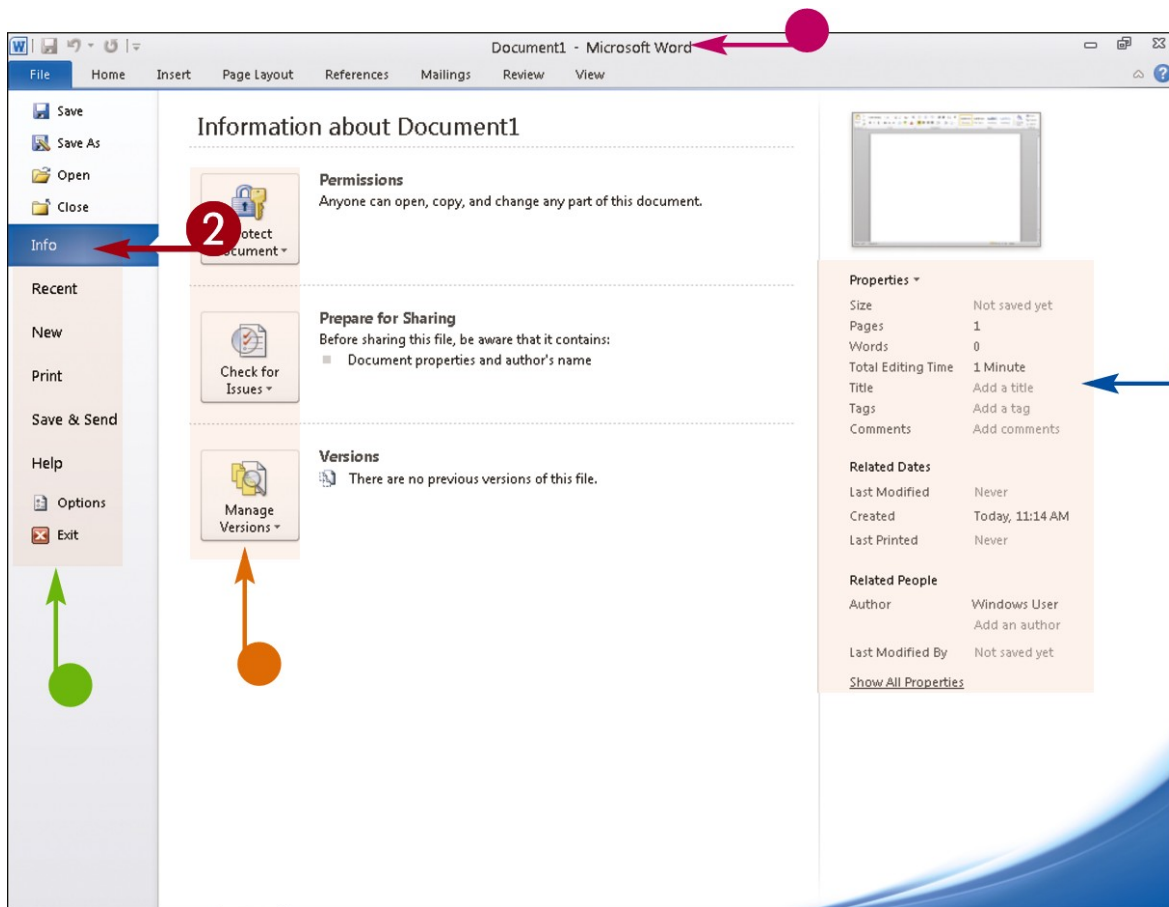 W
Document1 - Microsoft Word
File Home Insert Page Layout References Mailings Review View
?
Save
Save As
Open
Close
Info
Recent
New
Print
Save & Send
Help
Options
Exit
2
Information about Document1
Protect
Document
Permissions
Anyone can open, copy, and change any part of this document.
Check for
Issues
Prepare for Sharing
Before sharing this file, be aware that it contains:
Document properties and author's name
Manage
Versions
Versions
There are no previous versions of this file.
Properties
Size Not saved yet
Pages 1
Words 0
Total Editing Time 1 Minute
Title Add a title
Tags Add a tag
Comments Add comments
Related Dates
Last Modified Never
Created Today, 11:14 AM
Last Printed Never
Related People
Author Windows User
Add an author
Last Modified By Not saved yet
Show All Properties